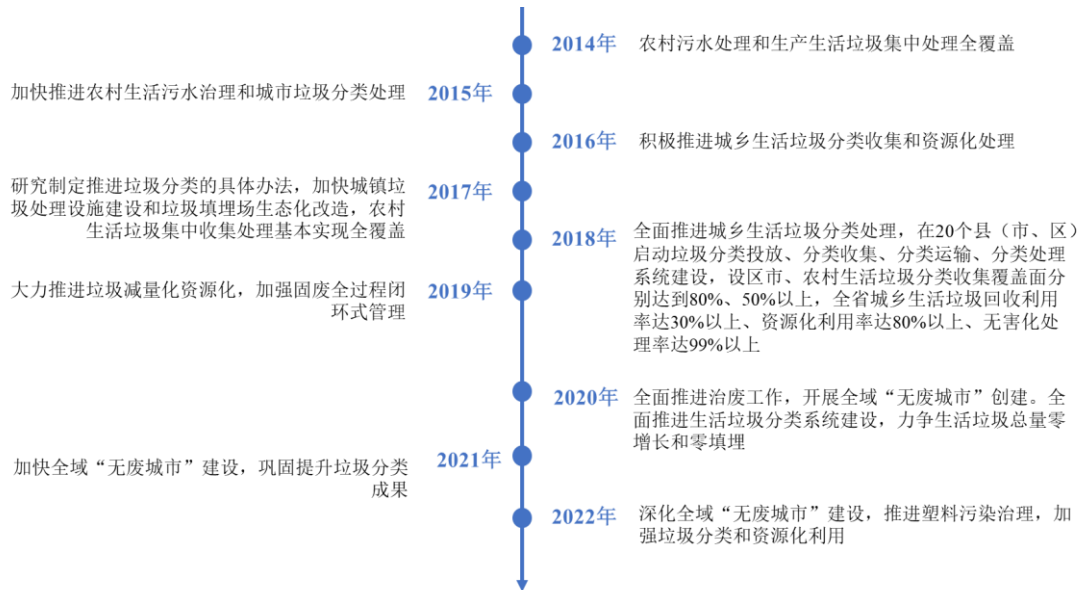 2014年
农村污水处理和生产生活垃圾集中处理全覆盖
加快推进农村生活污水治理和城市垃圾分类处理
2015年
2016年
积极推进城乡生活垃圾分类收集和资源化处理
研究制定推进垃圾分类的具体办法，加快城镇垃
圾处理设施建设和垃圾填埋场生态化改造，农村
生活垃圾集中收集处理基本实现全覆盖
2017年
2018年
全面推进城乡生活垃圾分类处理，在20个县（市、区）
启动垃圾分类投放、分类收集、分类运输、分类处理
系统建设，设区市、农村生活垃圾分类收集覆盖面分
别达到80%、50%以上，全省城乡生活垃圾回收利用
率达30%以上、资源化利用率达80%以上、无害化处
理率达99%以上
大力推进垃圾减量化资源化，加强固废全过程闭
环式管理
2019年
2020年
全面推进治废工作，开展全域“无废城市”创建。全
面推进生活垃圾分类系统建设，力争生活垃圾总量零
增长和零填埋
加快全域“无废城市”建设，巩固提升垃圾分类
成果
2021年
2022年
深化全域“无废城市”建设，推进塑料污染治理，加
强垃圾分类和资源化利用